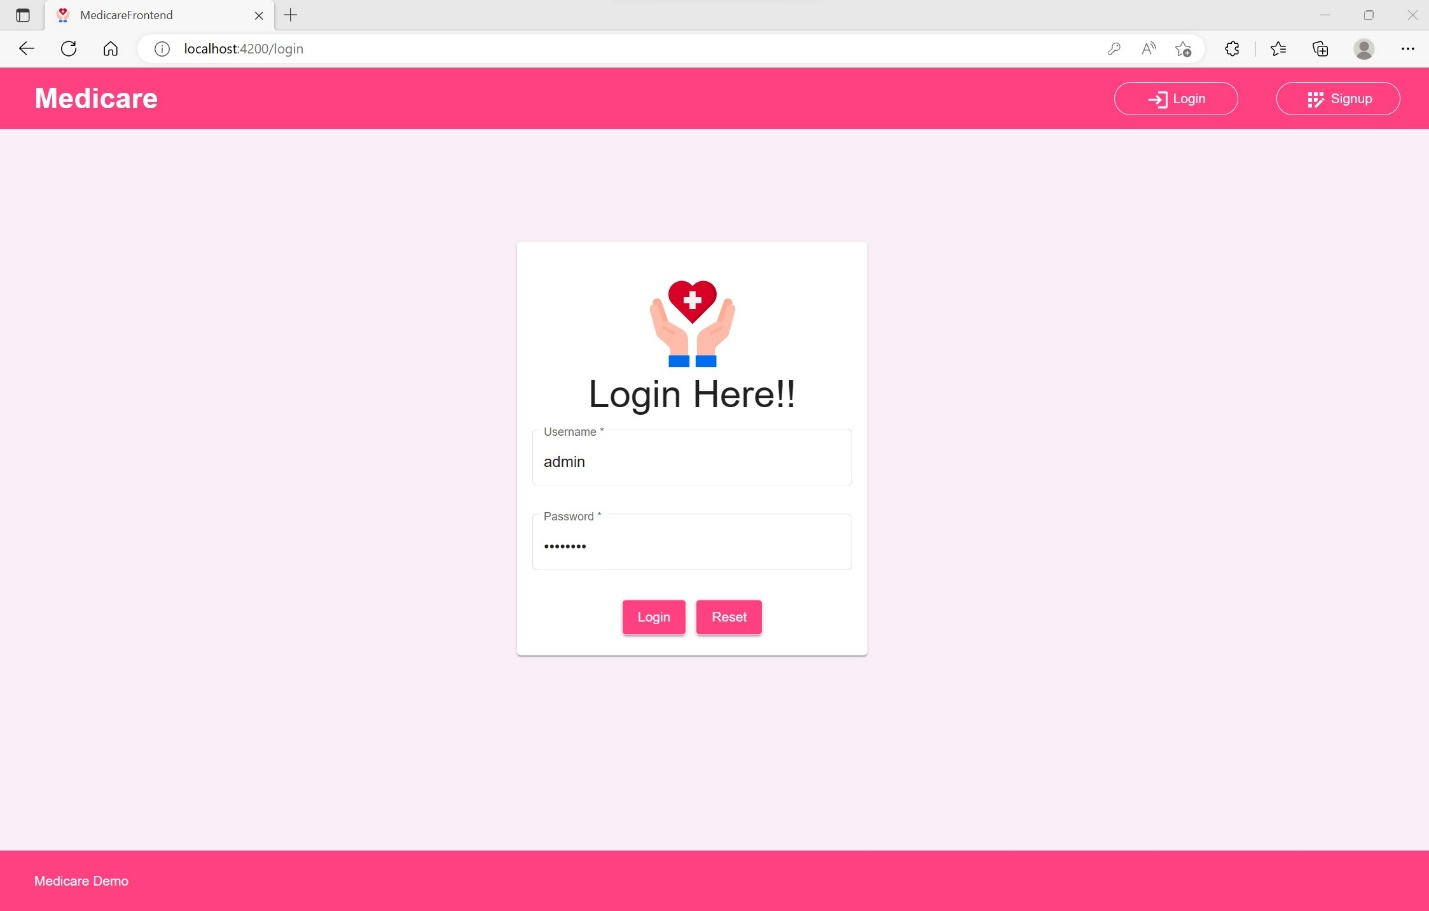 MedicareFrontend
localhost:4200/login
Medicare
Login
Signup
Login Here!!
Username *
admin
Password *
••••••••
Login
Reset
Medicare Demo